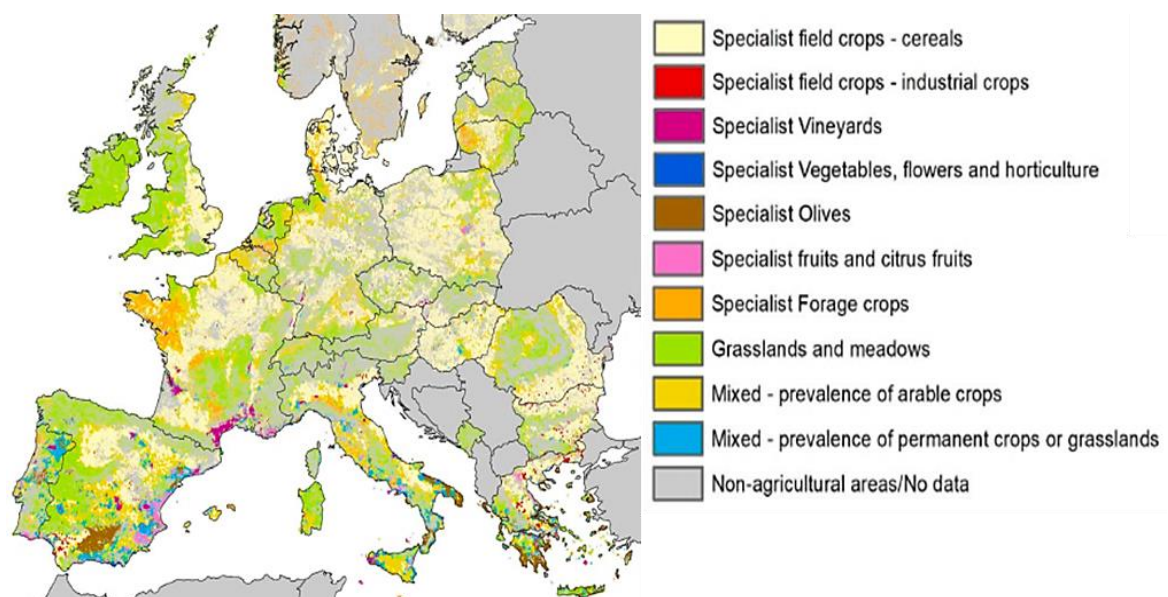 Specialist field crops - cereals
Specialist field crops - industrial crops
Specialist Vineyards
Specialist Vegetables, flowers and horticulture
Specialist Olives
Specialist fruits and citrus fruits
Specialist Forage crops
Grasslands and meadows
Mixed - prevalence of arable crops
Mixed - prevalence of permanent crops or grasslands
Non-agricultural areas/No data